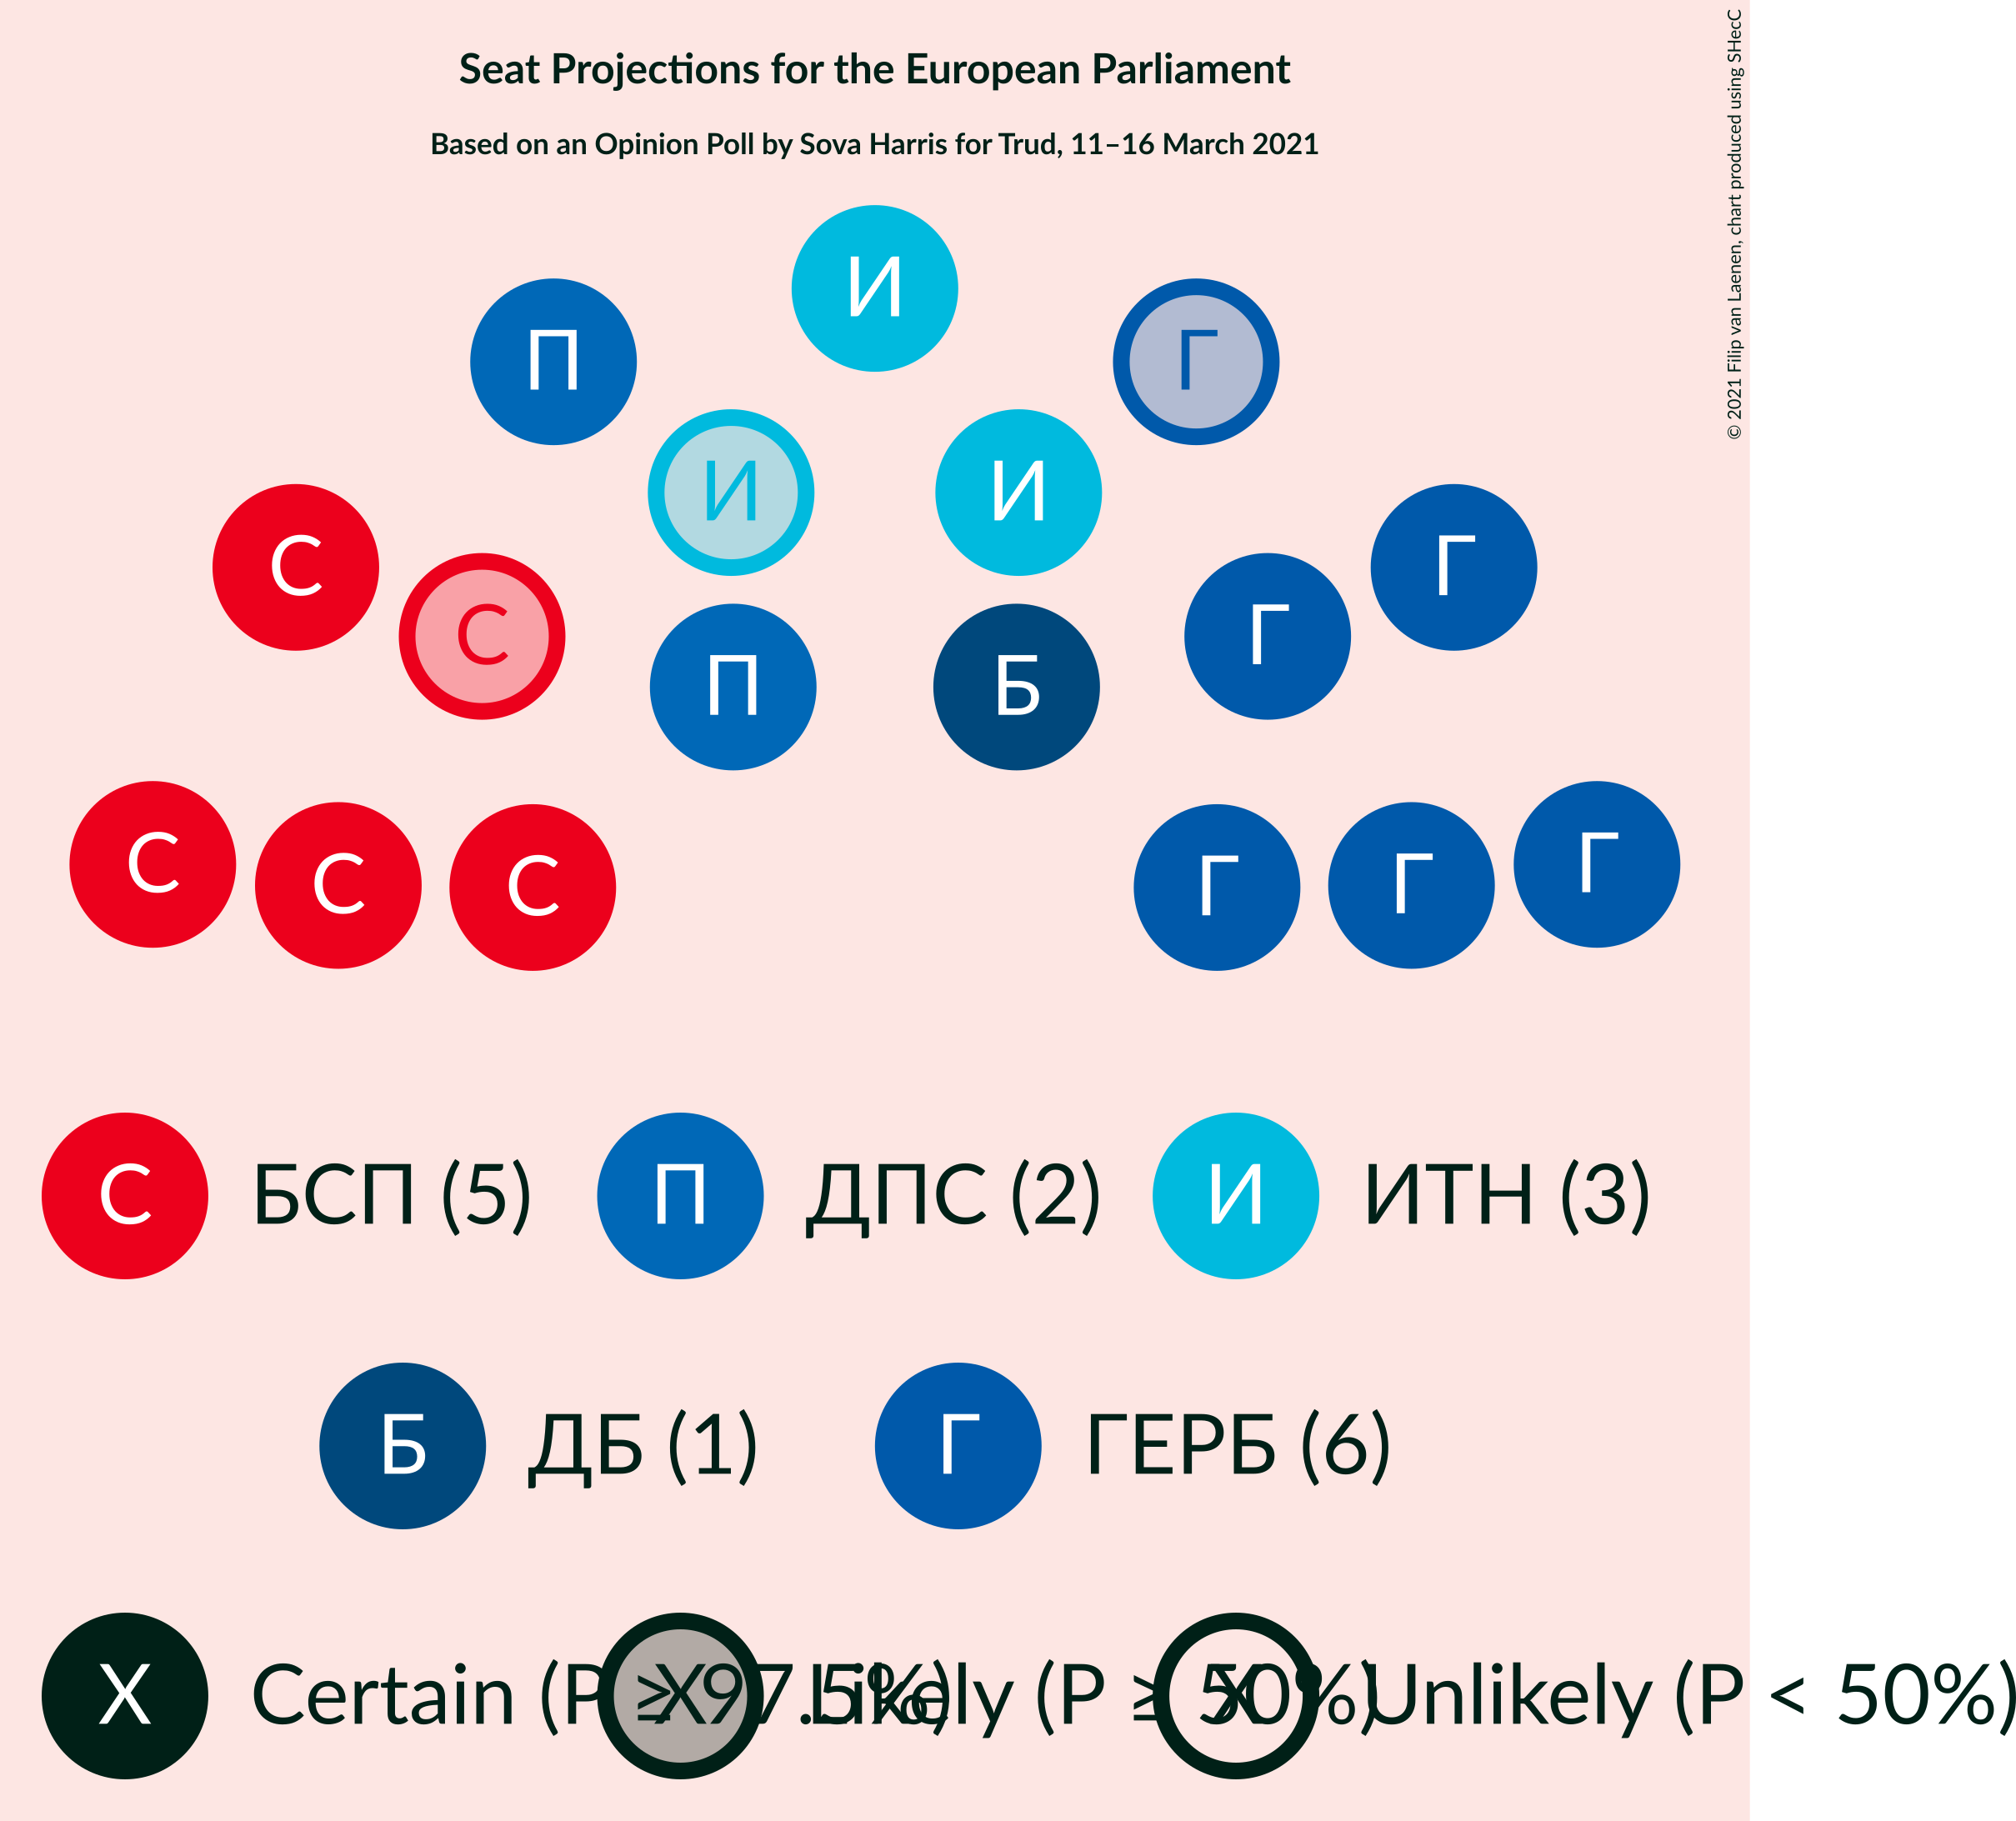 Seat Projections for the European Parliament
Based on an Opinion Poll by Sova Harris for Trud, 11–16 March 2021
© 2021 Filip van Laenen, chart produced using SHecC
И
П Г
И И
С Г
С Г
П Б
С Г
С Г
С Г
С БСП (5) П ДПС (2) И ИТН (3)
Б ДБ (1) Г ГЕРБ (6)
X Certain (P ≥ 97.5%) X Likely (P ≥ 50%) X Unlikely (P < 50%)